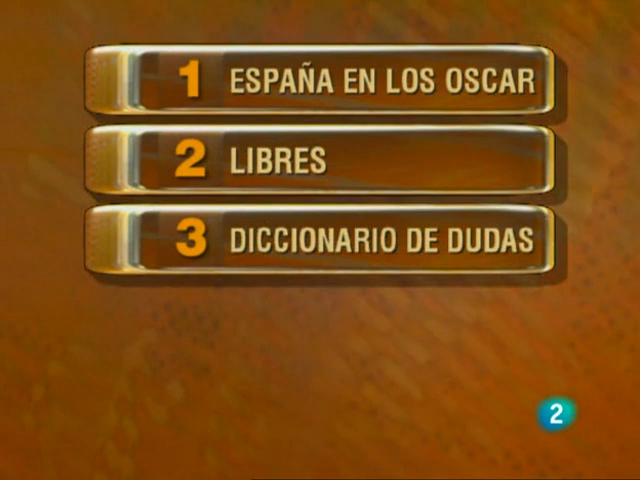 1 ESPAÑA EN LOS OSCAR
2 LIBRES
3 DICCIONARIO DE DUDAS
2